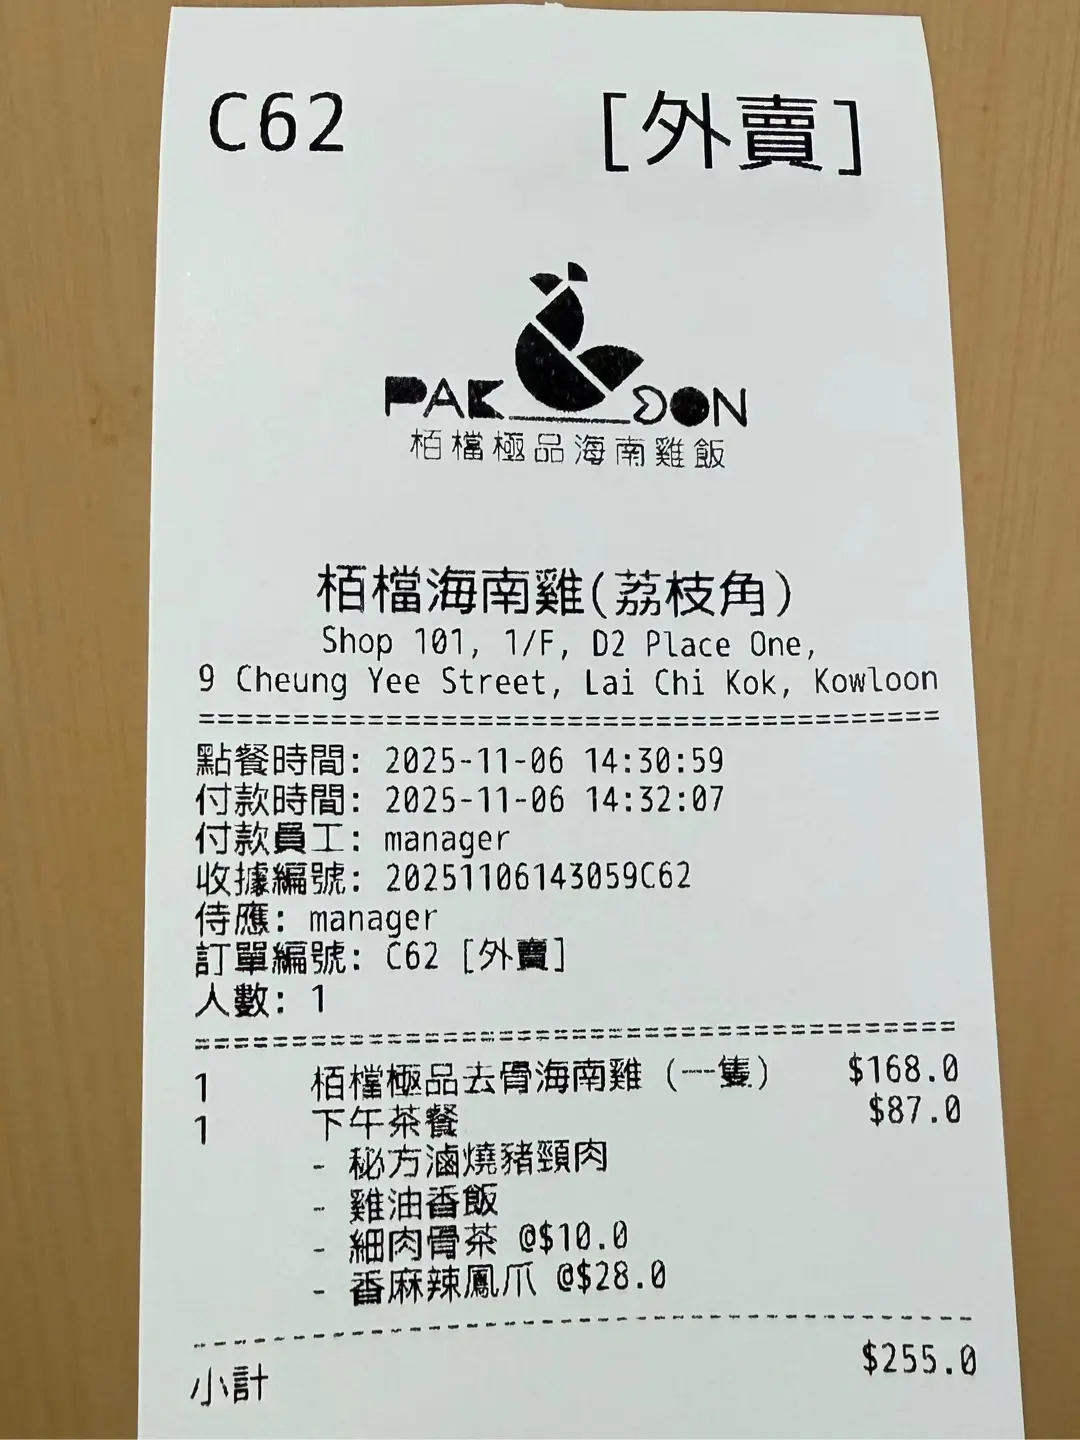 C62 [外賣]
PAK DON
栢檔極品海南雞飯
栢檔海南雞(荔枝角)
Shop 101, 1/F, D2 Place One,
9 Cheung Yee Street, Lai Chi Kok, Kowloon
=======================================
點餐時間: 2025-11-06 14:30:59
付款時間: 2025-11-06 14:32:07
付款員工: manager
收據編號: 20251106143059C62
侍應: manager
訂單編號: C62 [外賣]
人數: 1
=======================================
1 栢檔極品去骨海南雞 (一隻) $168.0
1 下午茶餐 $87.0
- 秘方滷燒豬頸肉
- 雞油香飯
- 細肉骨茶 @$10.0
- 香麻辣鳳爪 @$28.0
---------------------------------------
小計 $255.0